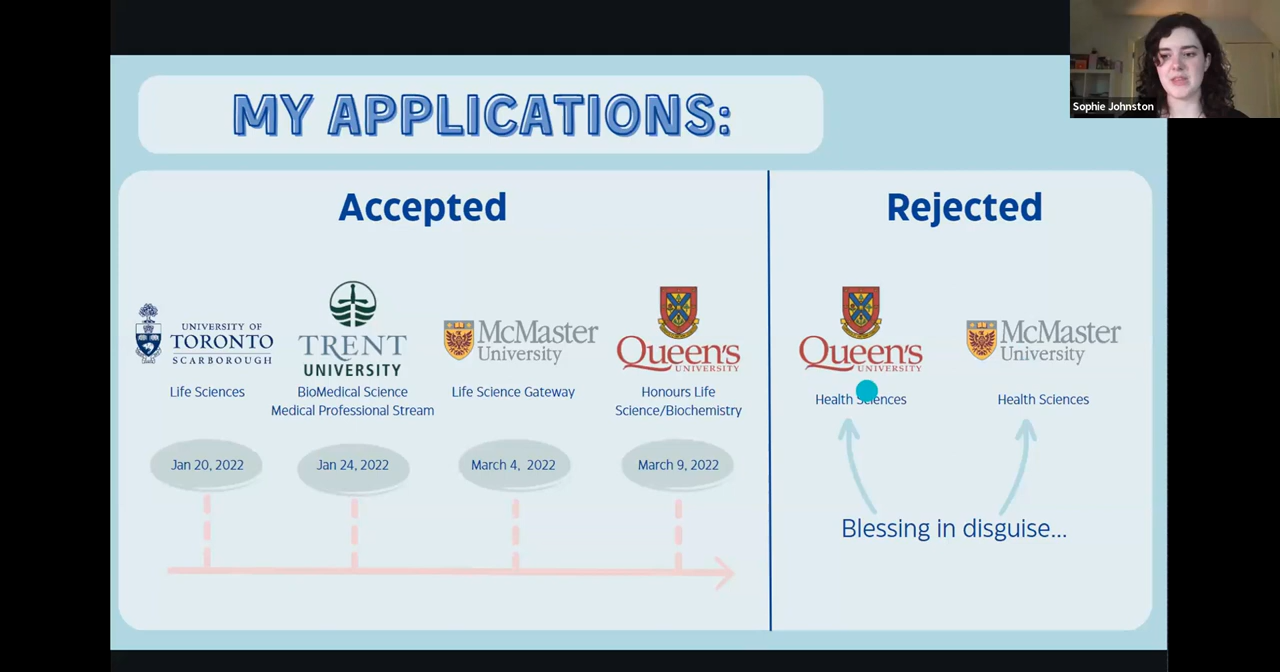 Sophie Johnston
MY APPLICATIONS:
Accepted
UNIVERSITY OF
TORONTO
SCARBOROUGH
Life Sciences
Jan 20, 2022
TRENT
UNIVERSITY
BioMedical Science
Medical Professional Stream
Jan 24, 2022
McMaster
University
Life Science Gateway
March 4, 2022
Queen's
UNIVERSITY
Honours Life
Science/Biochemistry
March 9, 2022
Rejected
Queen's
UNIVERSITY
Health Sciences
McMaster
University
Health Sciences
Blessing in disguise...